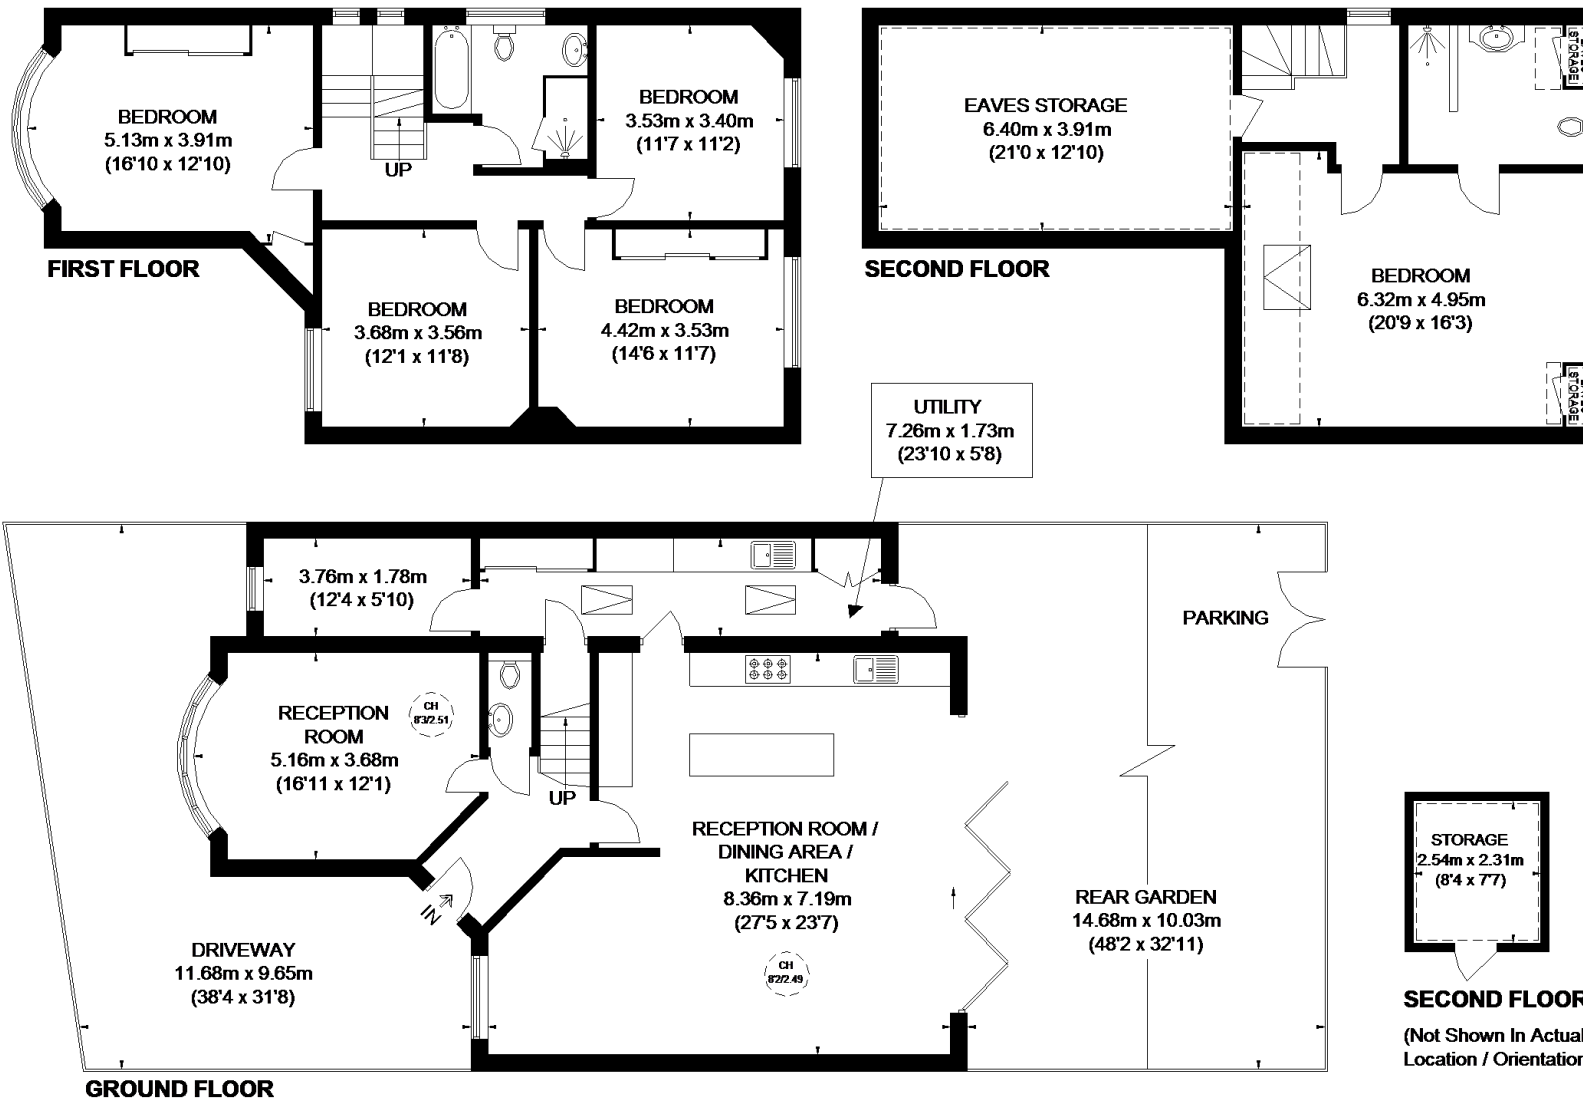 BEDROOM
5.13m x 3.91m
(16'10 x 12'10)
UP
BEDROOM
3.53m x 3.40m
(11'7 x 11'2)
FIRST FLOOR
BEDROOM
3.68m x 3.56m
(12'1 x 11'8)
BEDROOM
4.42m x 3.53m
(14'6 x 11'7)
EAVES STORAGE
6.40m x 3.91m
(21'0 x 12'10)
STORAGE
SECOND FLOOR
BEDROOM
6.32m x 4.95m
(20'9 x 16'3)
STORAGE
UTILITY
7.26m x 1.73m
(23'10 x 5'8)
3.76m x 1.78m
(12'4 x 5'10)
PARKING
RECEPTION
ROOM
5.16m x 3.68m
(16'11 x 12'1)
CH
8'3/2.51
UP
IN
RECEPTION ROOM /
DINING AREA /
KITCHEN
8.36m x 7.19m
(27'5 x 23'7)
CH
8'2/2.49
DRIVEWAY
11.68m x 9.65m
(38'4 x 31'8)
REAR GARDEN
14.68m x 10.03m
(48'2 x 32'11)
GROUND FLOOR
STORAGE
2.54m x 2.31m
(8'4 x 7'7)
SECOND FLOOR
(Not Shown In Actual
Location / Orientation